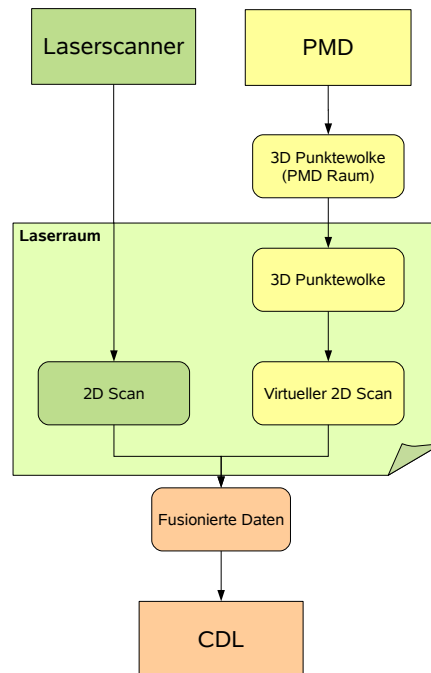 Laserscanner
PMD
3D Punktewolke
(PMD Raum)
Laserraum
3D Punktewolke
2D Scan
Virtueller 2D Scan
Fusionierte Daten
CDL